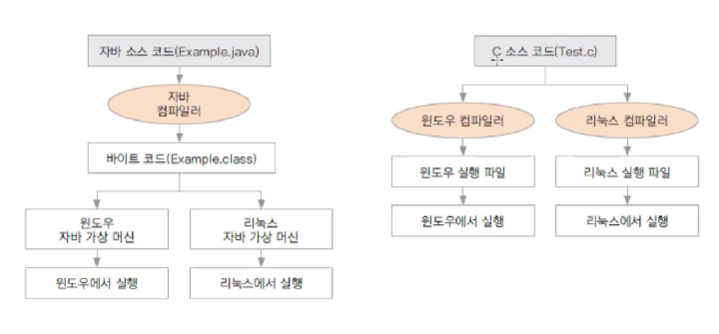 자바 소스 코드(Example.java)
자바
컴파일러
바이트 코드(Example.class)
윈도우
자바 가상 머신
리눅스
자바 가상 머신
윈도우에서 실행
리눅스에서 실행
C 소스 코드(Test.c)
윈도우 컴파일러
리눅스 컴파일러
윈도우 실행 파일
리눅스 실행 파일
윈도우에서 실행
리눅스에서 실행